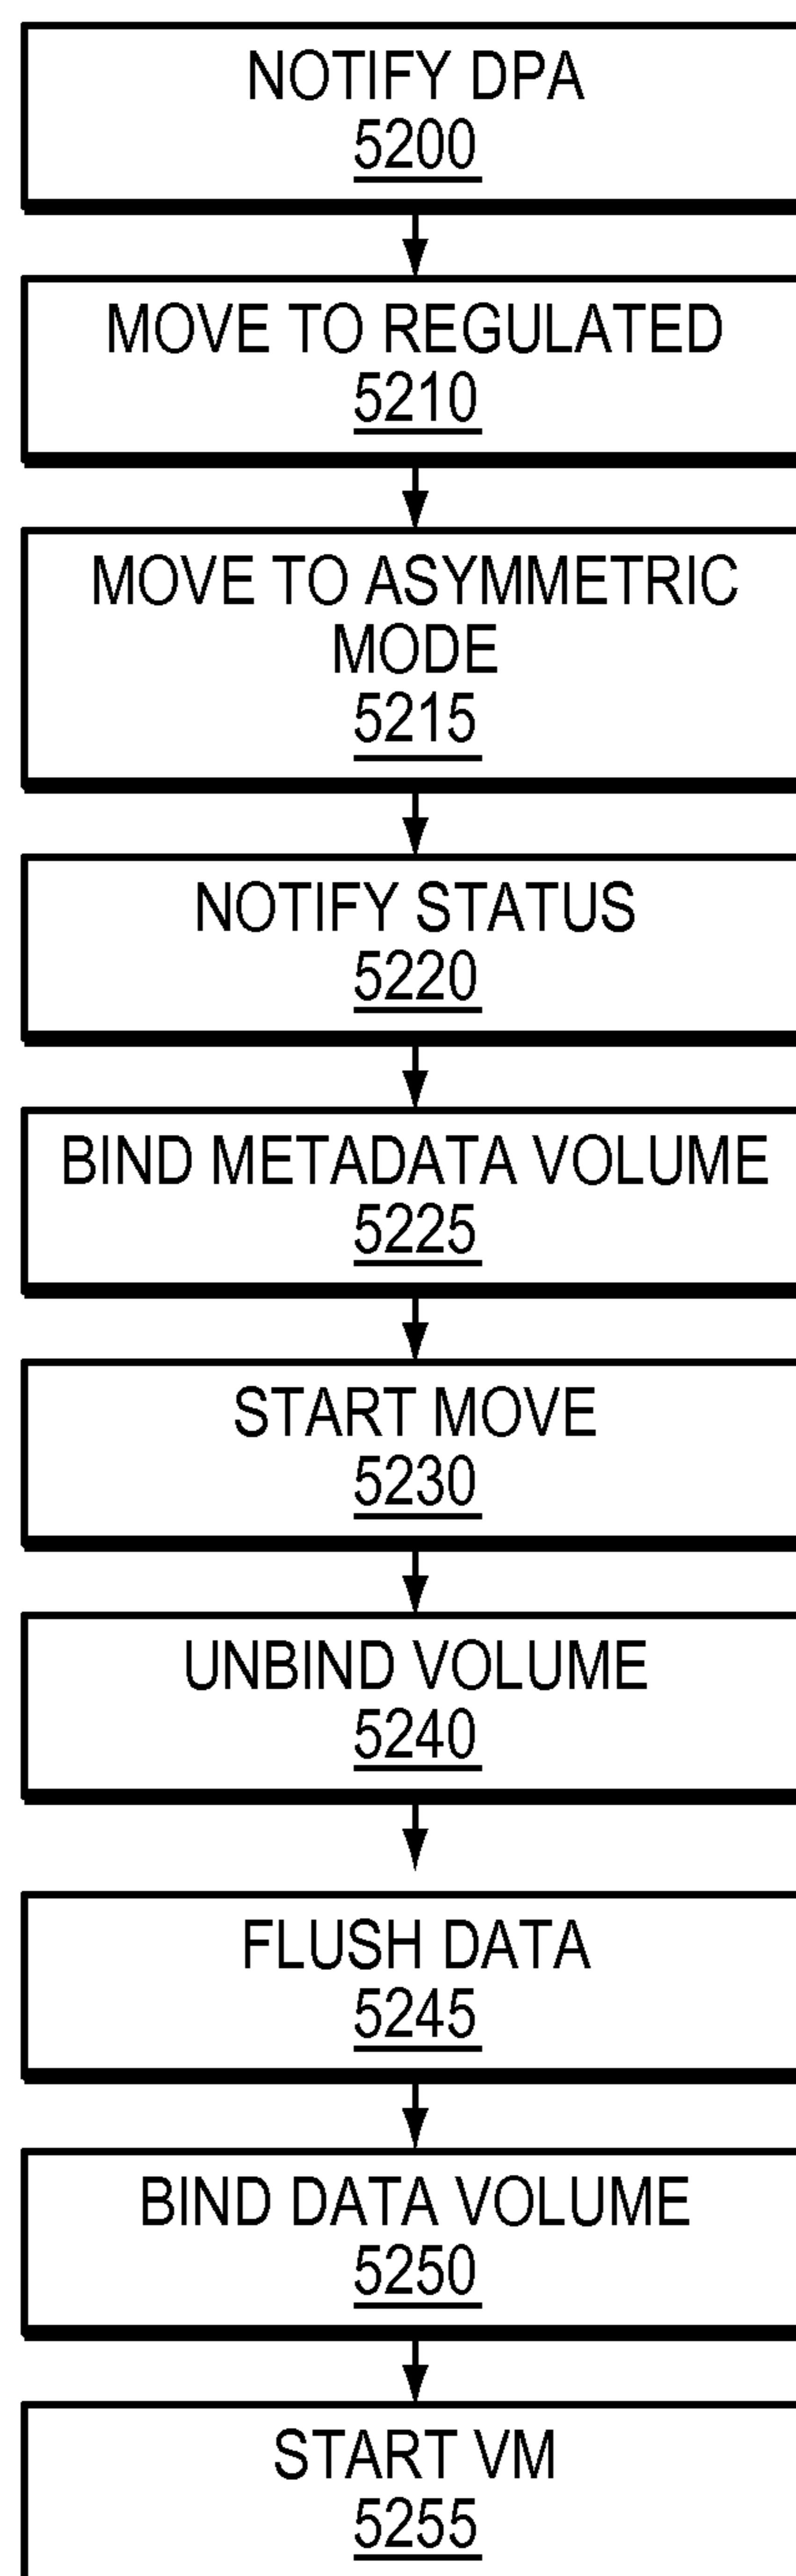 NOTIFY DPA
5200
MOVE TO REGULATED
5210
MOVE TO ASYMMETRIC
MODE
5215
NOTIFY STATUS
5220
BIND METADATA VOLUME
5225
START MOVE
5230
UNBIND VOLUME
5240
FLUSH DATA
5245
BIND DATA VOLUME
5250
START VM
5255